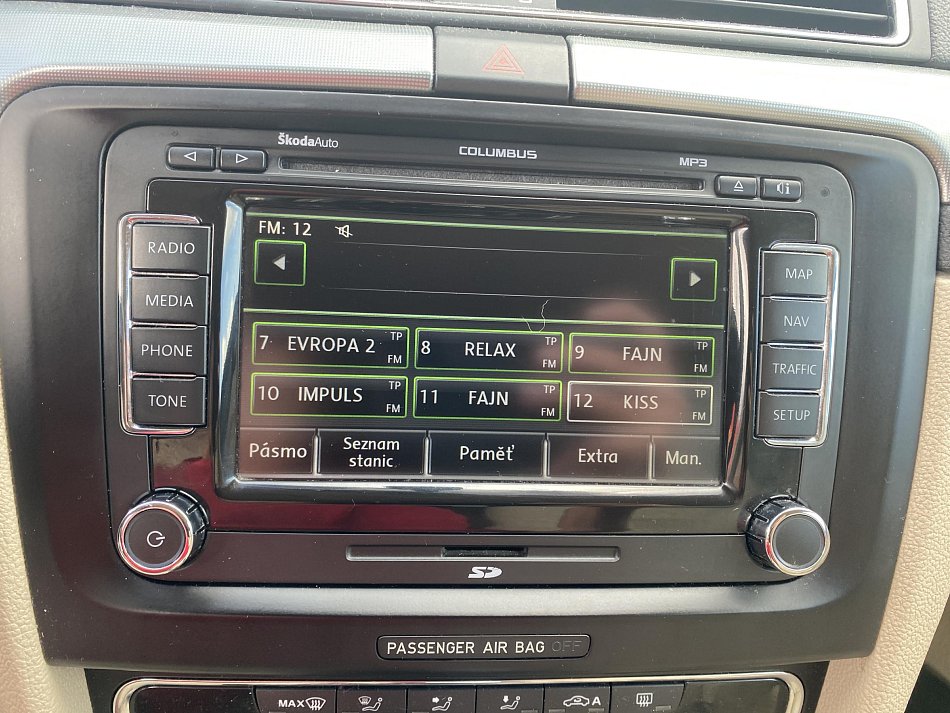 ŠkodaAuto
COLUMBUS
MP3
FM: 12
RADIO
MEDIA
PHONE
TONE
MAP
NAV
TRAFFIC
SETUP
7 EVROPA 2 TP FM
8 RELAX TP FM
9 FAJN TP FM
10 IMPULS TP FM
11 FAJN TP FM
12 KISS TP FM
Pásmo
Seznam
stanic
Paměť
Extra
Man.
SD
PASSENGER AIR BAG OFF
MAX
A